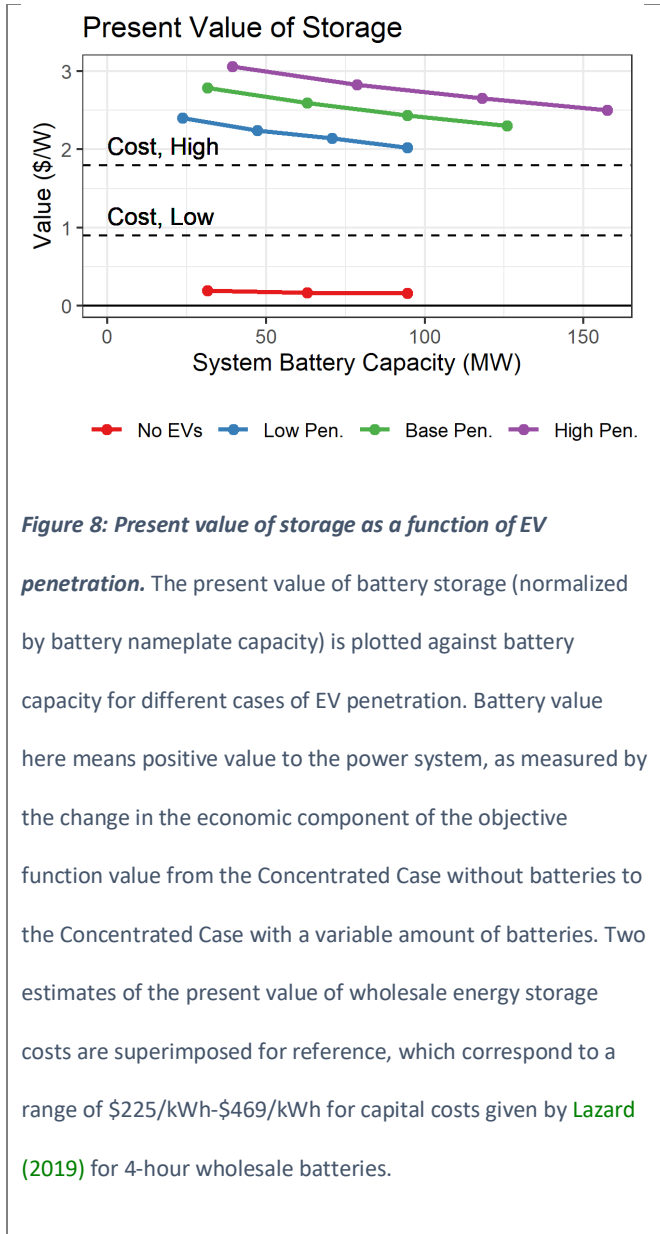 Present Value of Storage
Value ($/W)
3
2
1
0
Cost, High
Cost, Low
0 50 100 150
System Battery Capacity (MW)
No EVs Low Pen. Base Pen. High Pen.
Figure 8: Present value of storage as a function of EV
penetration. The present value of battery storage (normalized
by battery nameplate capacity) is plotted against battery
capacity for different cases of EV penetration. Battery value
here means positive value to the power system, as measured by
the change in the economic component of the objective
function value from the Concentrated Case without batteries to
the Concentrated Case with a variable amount of batteries. Two
estimates of the present value of wholesale energy storage
costs are superimposed for reference, which correspond to a
range of $225/kWh-$469/kWh for capital costs given by Lazard
(2019) for 4-hour wholesale batteries.